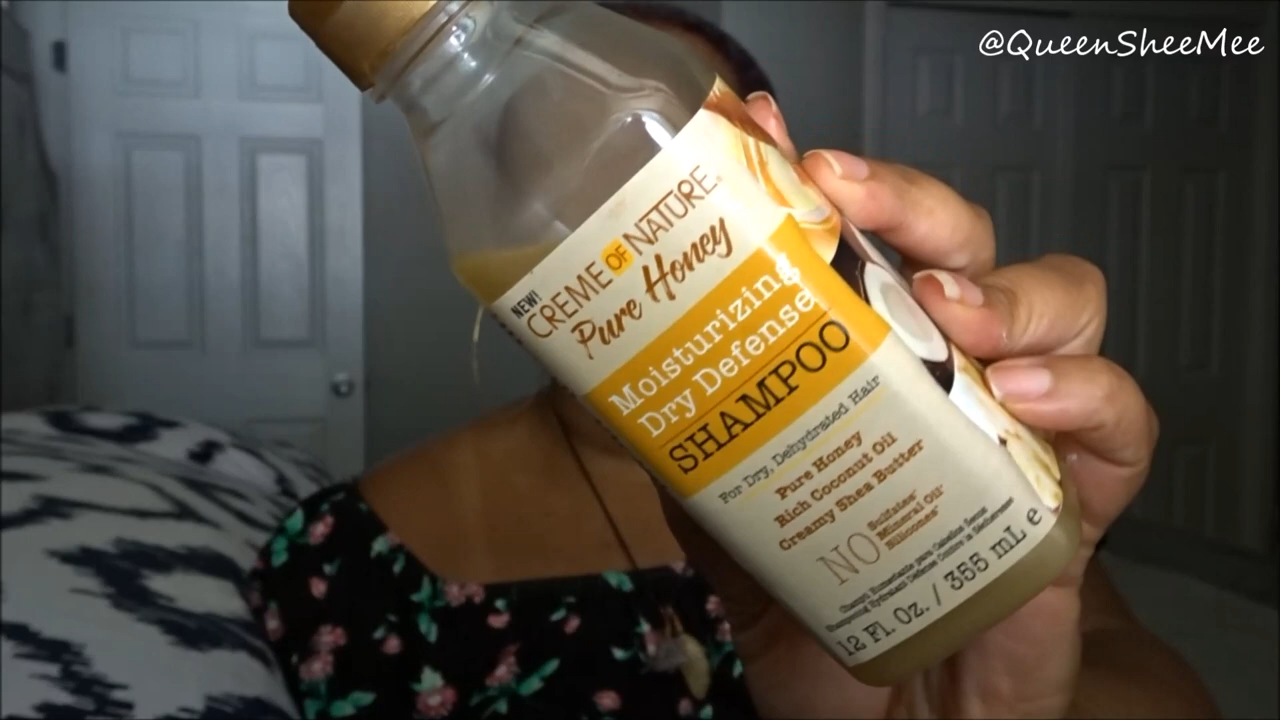 @QueenSheeMee
NEW!
CREME OF NATURE®
Pure Honey
Moisturizing
Dry Defense
SHAMPOO
For Dry, Dehydrated Hair
Pure Honey
Rich Coconut Oil
Creamy Shea Butter
NO
Sulfates*
Mineral Oil*
Silicones*
12 Fl. Oz. / 355 mL e